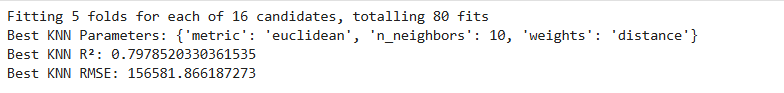 Fitting 5 folds for each of 16 candidates, totalling 80 fits
Best KNN Parameters: {'metric': 'euclidean', 'n_neighbors': 10, 'weights': 'distance'}
Best KNN R²: 0.7978520330361535
Best KNN RMSE: 156581.866187273